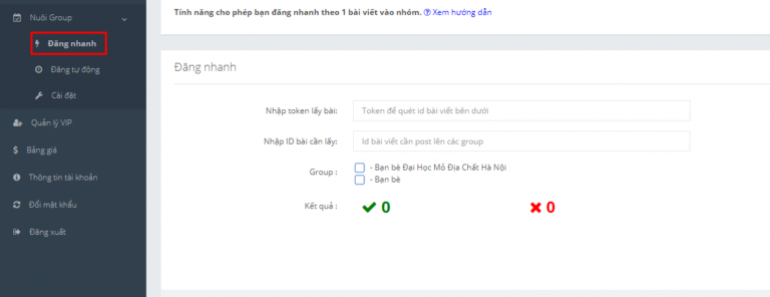 Nuôi Group
Đăng nhanh
Đăng tự động
Cài đặt
Quản lý VIP
Bảng giá
Thông tin tài khoản
Đổi mật khẩu
Đăng xuất
Tính năng cho phép bạn đăng nhanh theo 1 bài viết vào nhóm. Xem hướng dẫn
Đăng nhanh
Nhập token lấy bài: Token để quét id bài viết bên dưới
Nhập ID bài cần lấy: Id bài viết cần post lên các group
Group : - Bạn bè Đại Học Mỏ Địa Chất Hà Nội
- Bạn bè
Kết quả : 0 0